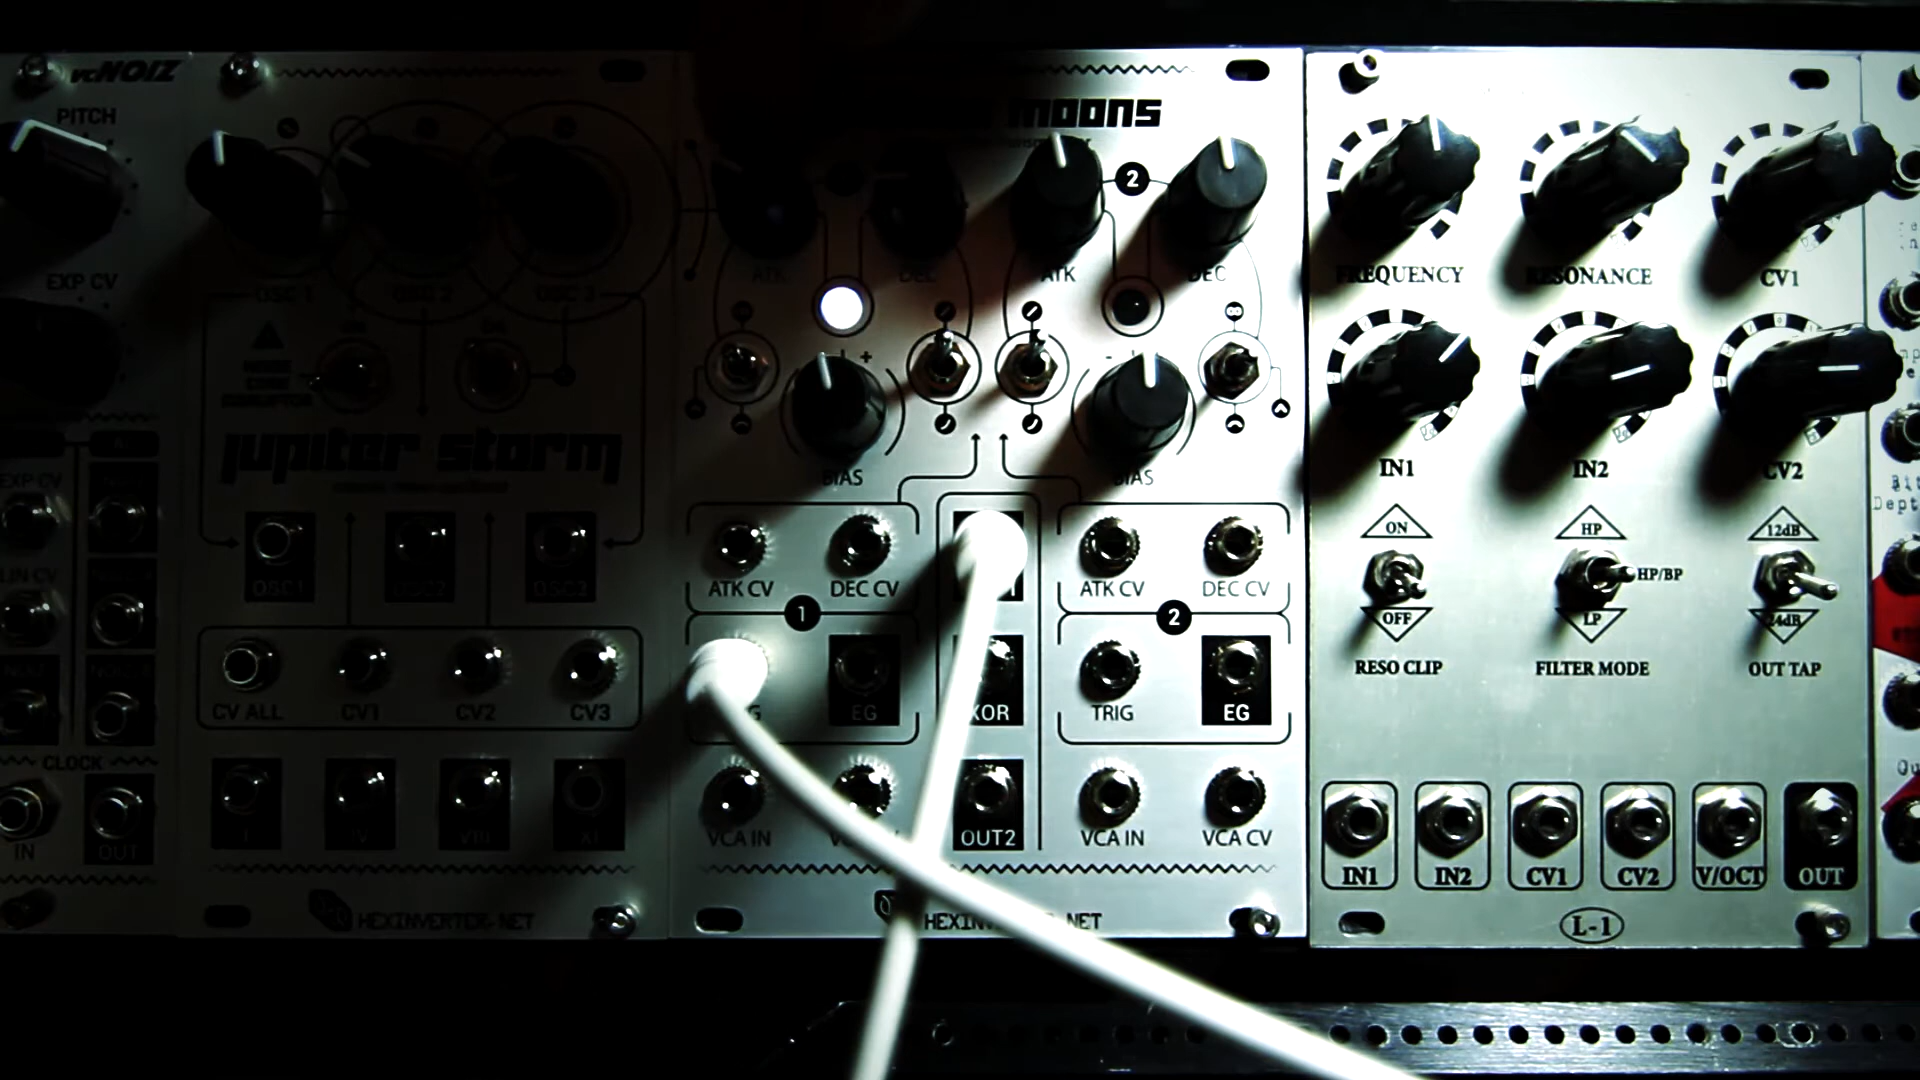 vcNOIZ
PITCH
EXP CV
EXP CV
LIN CV
CLOCK
IN
OUT
OSC 1
OSC 2
OSC 3
jupiter storm
OSC1
OSC2
OSC3
CV ALL
CV1
CV2
CV3
HEXINVERTER.NET
moons
2
ATK
DEC
ATK
DEC
- +
-
BIAS
BIAS
ATK CV
DEC CV
ATK CV
DEC CV
1
2
EG
XOR
TRIG
EG
VCA IN
OUT2
VCA IN
VCA CV
HEXINVERTER.NET
FREQUENCY
RESONANCE
CV1
IN1
IN2
CV2
ON
HP
12dB
HP/BP
OFF
LP
24dB
RESO CLIP
FILTER MODE
OUT TAP
IN1
IN2
CV1
CV2
V/OCT
OUT
L-1
Bit
Dept